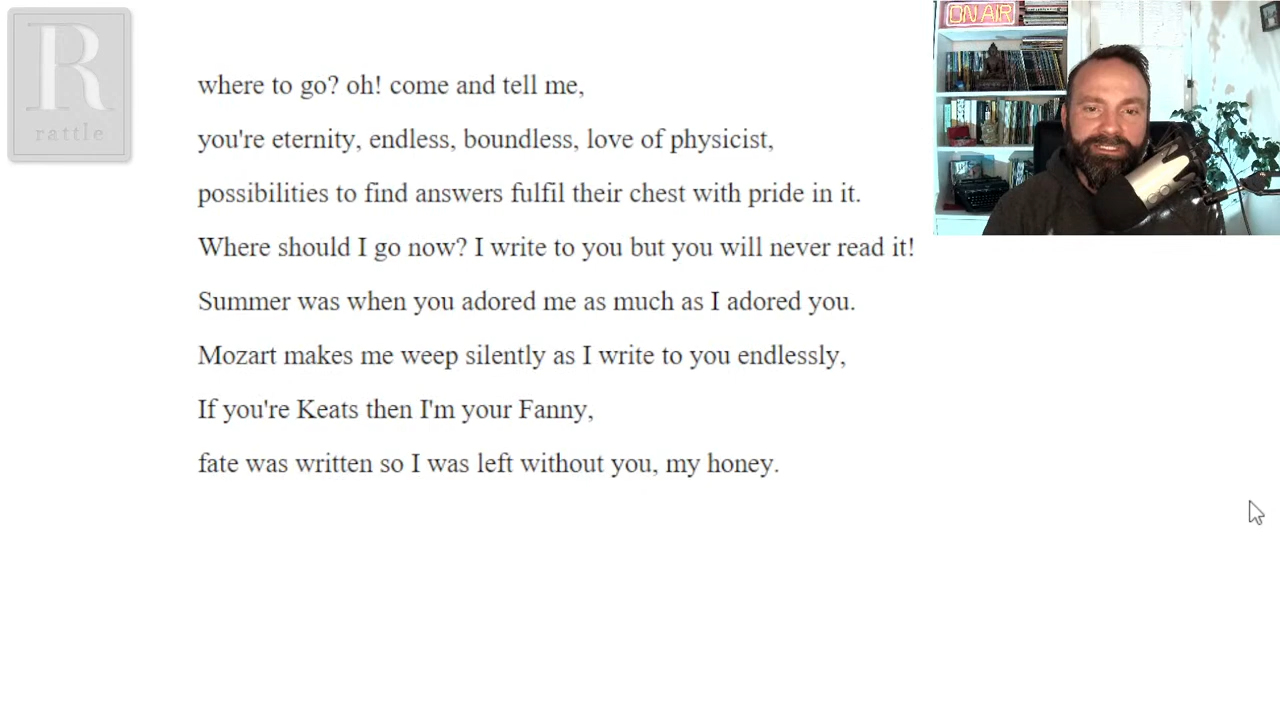 R
rattle
ON AIR
where to go? oh! come and tell me,
you're eternity, endless, boundless, love of physicist,
possibilities to find answers fulfil their chest with pride in it.
Where should I go now? I write to you but you will never read it!
Summer was when you adored me as much as I adored you.
Mozart makes me weep silently as I write to you endlessly,
If you're Keats then I'm your Fanny,
fate was written so I was left without you, my honey.